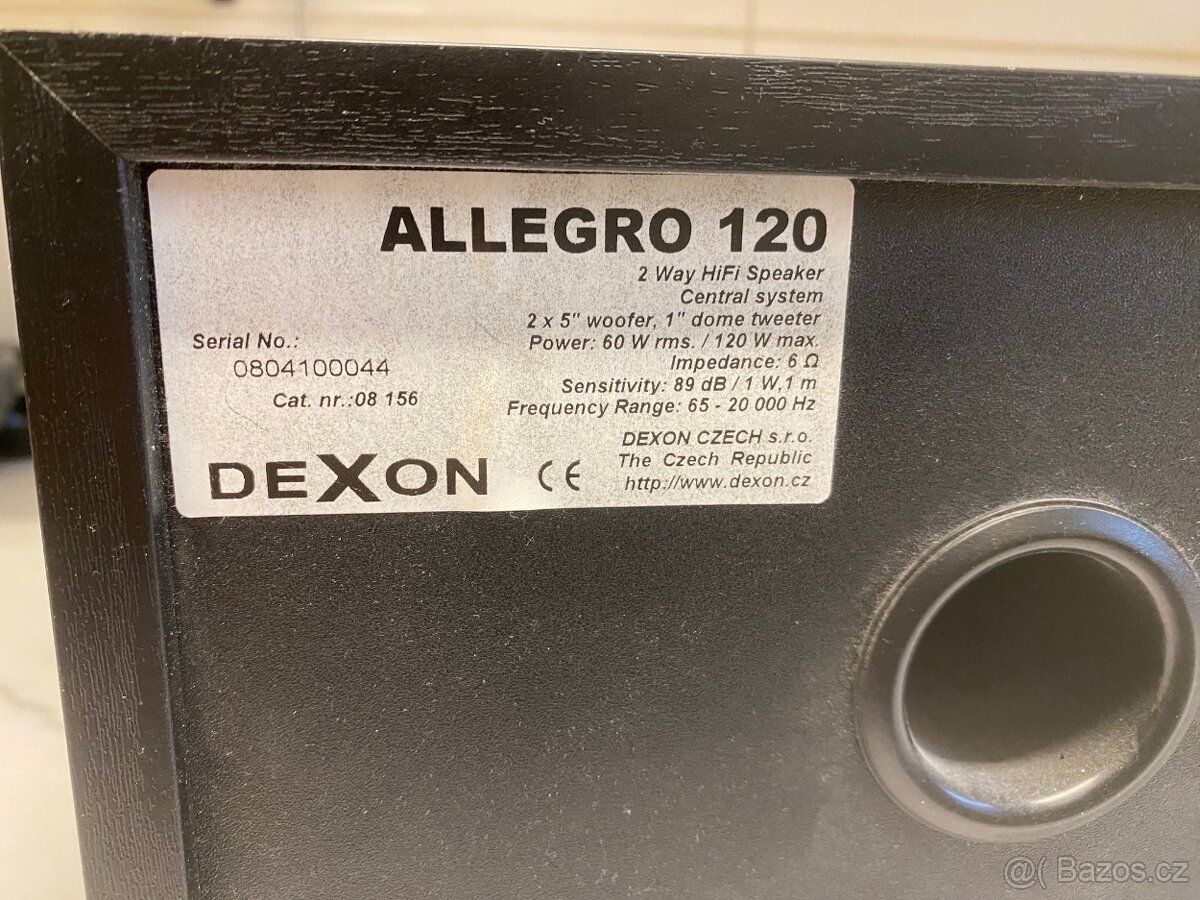 ALLEGRO 120
2 Way HiFi Speaker
Central system
2 x 5" woofer, 1" dome tweeter
Power: 60 W rms. / 120 W max.
Impedance: 6 Ω
Sensitivity: 89 dB / 1 W,1 m
Frequency Range: 65 - 20 000 Hz
Serial No.:
0804100044
Cat. nr.:08 156
DEXON
CE
DEXON CZECH s.r.o.
The Czech Republic
http://www.dexon.cz
@( Bazos.cz